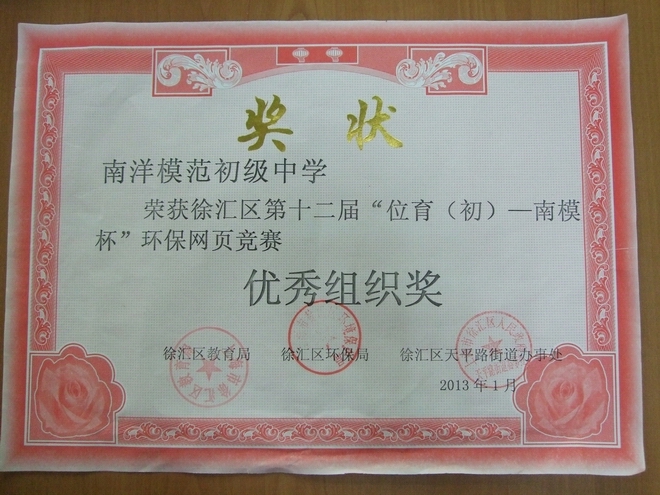 奖状
南洋模范初级中学
荣获徐汇区第十二届“位育（初）—南模
杯”环保网页竞赛
优秀组织奖
徐汇区教育局 徐汇区环保局 徐汇区天平路街道办事处
2013年1月